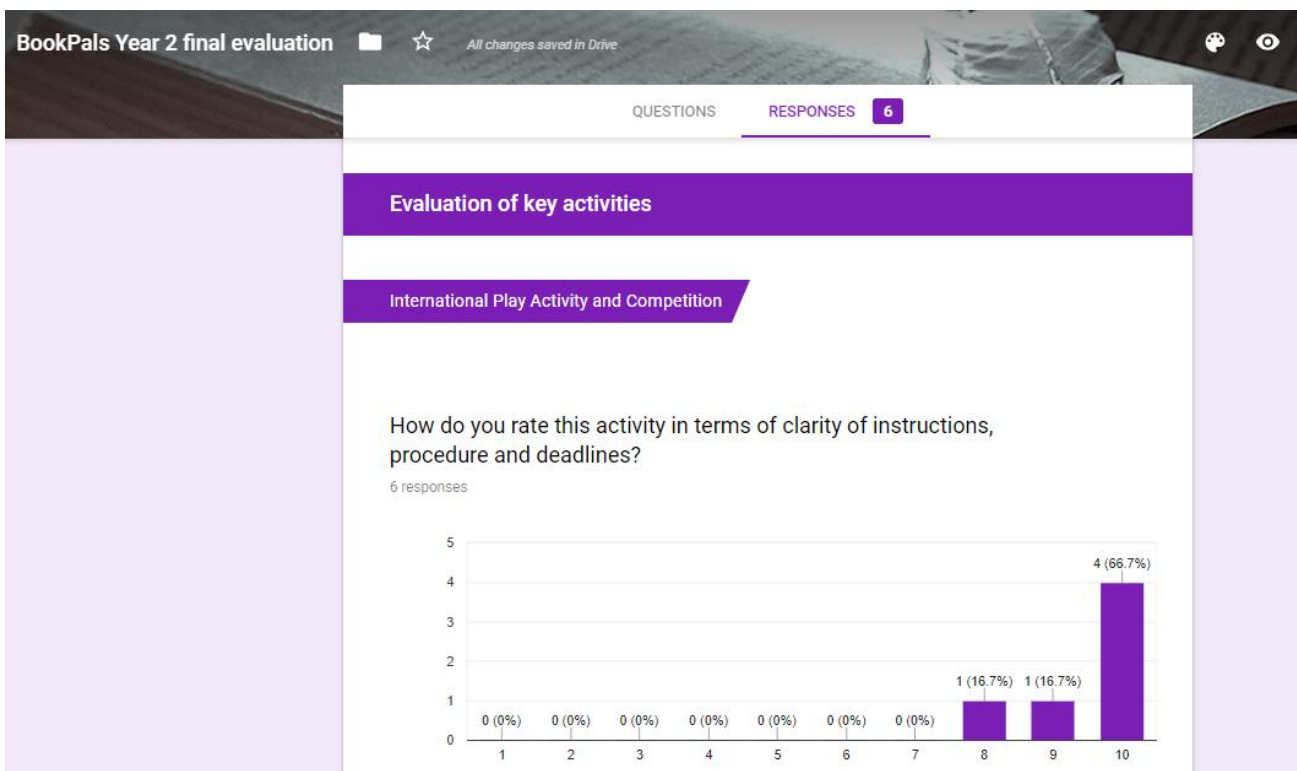 BookPals Year 2 final evaluation
All changes saved in Drive
QUESTIONS
RESPONSES 6
Evaluation of key activities
International Play Activity and Competition
How do you rate this activity in terms of clarity of instructions,
procedure and deadlines?
6 responses
5
4
3
2
1
0
0 (0%) 0 (0%) 0 (0%) 0 (0%) 0 (0%) 0 (0%) 0 (0%) 1 (16.7%) 1 (16.7%) 4 (66.7%)
1 2 3 4 5 6 7 8 9 10